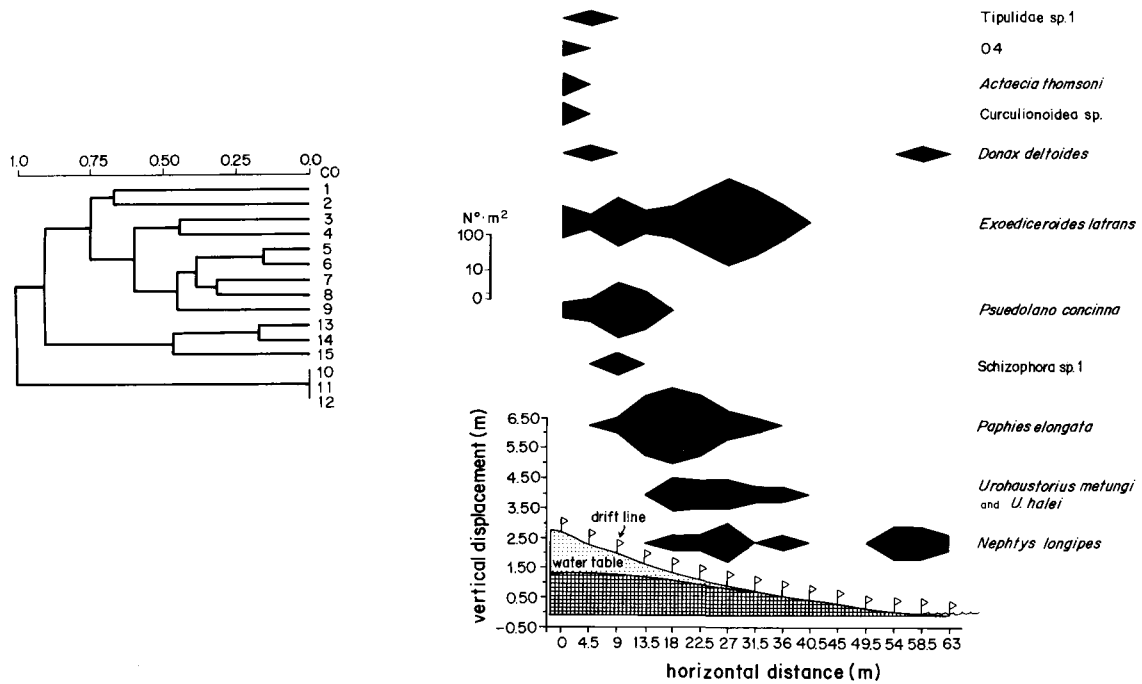 1.0 0.75 0.50 0.25 0.0
CO
1
2
3
4
5
6
7
8
9
13
14
15
10
11
12
Tipulidae sp.1
04
Actaecia thomsoni
Curculionoidea sp.
Donax deltoides
Exoediceroides latrans
Psuedolano concinna
Schizophora sp.1
Paphies elongata
Urohaustorius metungi
and U. halei
Nephtys longipes
N°·m²
100
10
0
vertical displacement (m)
6.50
5.50
4.50
3.50
2.50
1.50
0.50
-0.50
drift line
water table
0 4.5 9 13.5 18 22.5 27 31.5 36 40.5 45 49.5 54 58.5 63
horizontal distance (m)